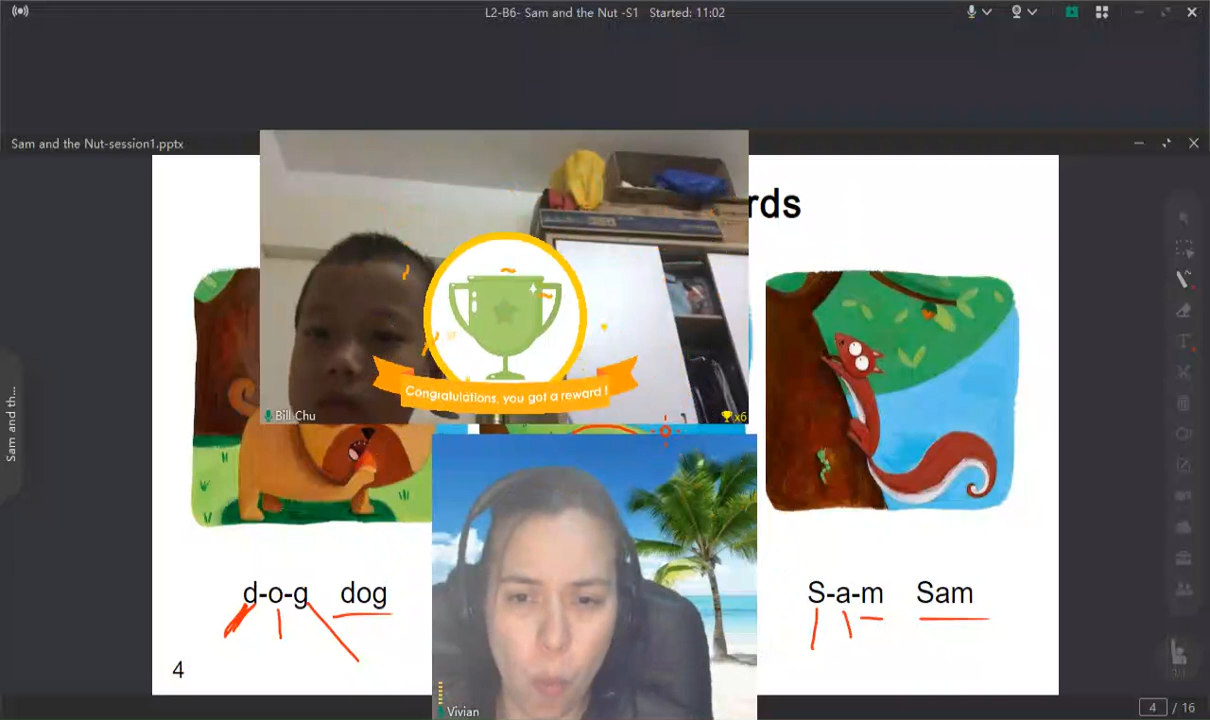 L2-B6- Sam and the Nut -S1 Started: 11:02
Sam and the Nut-session1.pptx
rds
Congratulations, you got a reward !
Bill Chu
x6
Sam and th...
d-o-g dog
S-a-m Sam
4
Vivian
4 / 16